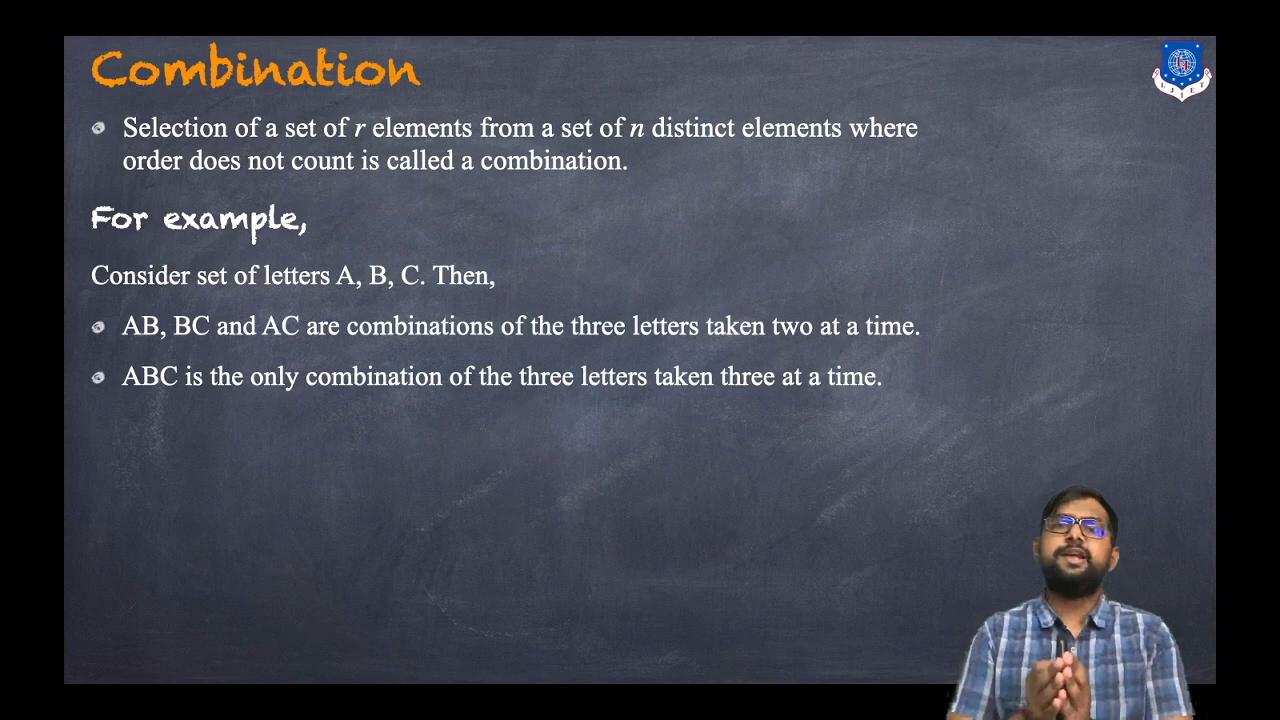 Combination
Selection of a set of r elements from a set of n distinct elements where
order does not count is called a combination.
For example,
Consider set of letters A, B, C. Then,
AB, BC and AC are combinations of the three letters taken two at a time.
ABC is the only combination of the three letters taken three at a time.